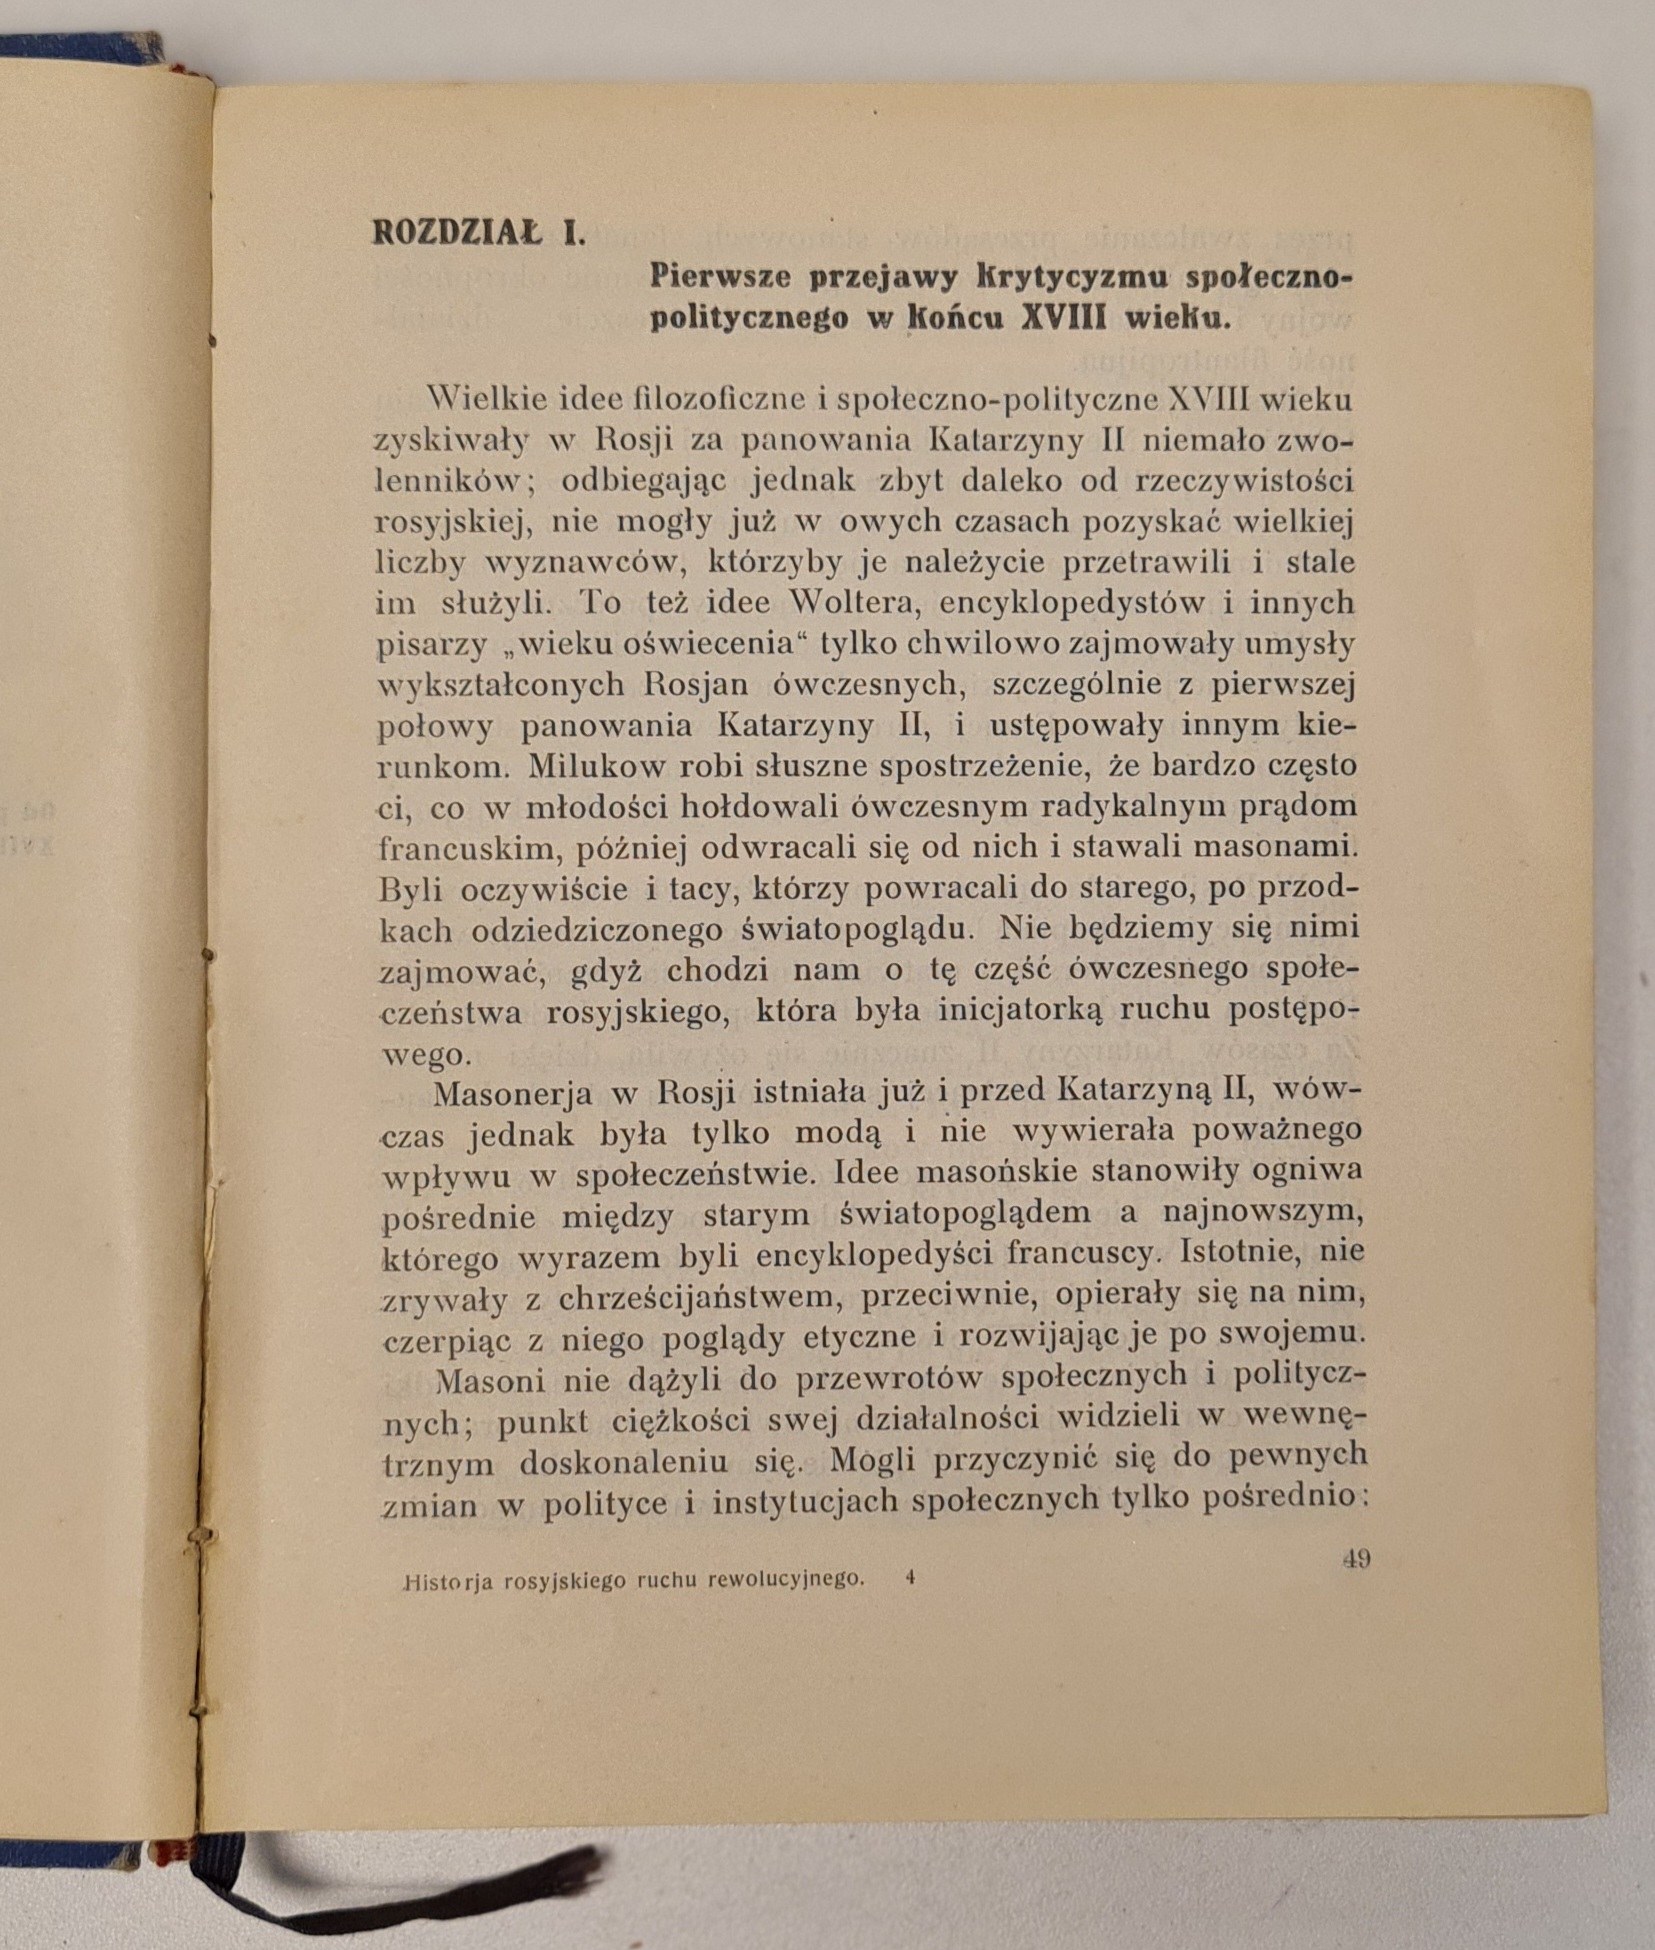 ROZDZIAŁ I.
Pierwsze przejawy krytycyzmu społeczno-
politycznego w końcu XVIII wieku.
Wielkie idee filozoficzne i społeczno-polityczne XVIII wieku
zyskiwały w Rosji za panowania Katarzyny II niemało zwo-
lenników; odbiegając jednak zbyt daleko od rzeczywistości
rosyjskiej, nie mogły już w owych czasach pozyskać wielkiej
liczby wyznawców, którzyby je należycie przetrawili i stale
im służyli. To też idee Woltera, encyklopedystów i innych
pisarzy „wieku oświecenia“ tylko chwilowo zajmowały umysły
wykształconych Rosjan ówczesnych, szczególnie z pierwszej
połowy panowania Katarzyny II, i ustępowały innym kie-
runkom. Milukow robi słuszne spostrzeżenie, że bardzo często
ci, co w młodości hołdowali ówczesnym radykalnym prądom
francuskim, później odwracali się od nich i stawali masonami.
Byli oczywiście i tacy, którzy powracali do starego, po przod-
kach odziedziczonego światopoglądu. Nie będziemy się nimi
zajmować, gdyż chodzi nam o tę część ówczesnego społe-
czeństwa rosyjskiego, która była inicjatorką ruchu postępo-
wego.
Masonerja w Rosji istniała już i przed Katarzyną II, wów-
czas jednak była tylko modą i nie wywierała poważnego
wpływu w społeczeństwie. Idee masońskie stanowiły ogniwa
pośrednie między starym światopoglądem a najnowszym,
którego wyrazem byli encyklopedyści francuscy. Istotnie, nie
zrywały z chrześcijaństwem, przeciwnie, opierały się na nim,
czerpiąc z niego poglądy etyczne i rozwijając je po swojemu.
Masoni nie dążyli do przewrotów społecznych i politycz-
nych; punkt ciężkości swej działalności widzieli w wewnę-
trznym doskonaleniu się. Mogli przyczynić się do pewnych
zmian w polityce i instytucjach społecznych tylko pośrednio:
49
Historja rosyjskiego ruchu rewolucyjnego. 4